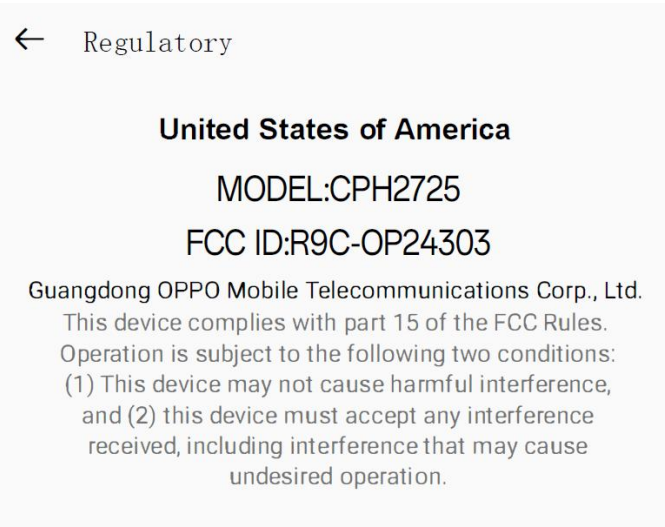 Regulatory
United States of America
MODEL:CPH2725
FCC ID:R9C-OP24303
Guangdong OPPO Mobile Telecommunications Corp., Ltd.
This device complies with part 15 of the FCC Rules.
Operation is subject to the following two conditions:
(1) This device may not cause harmful interference,
and (2) this device must accept any interference
received, including interference that may cause
undesired operation.